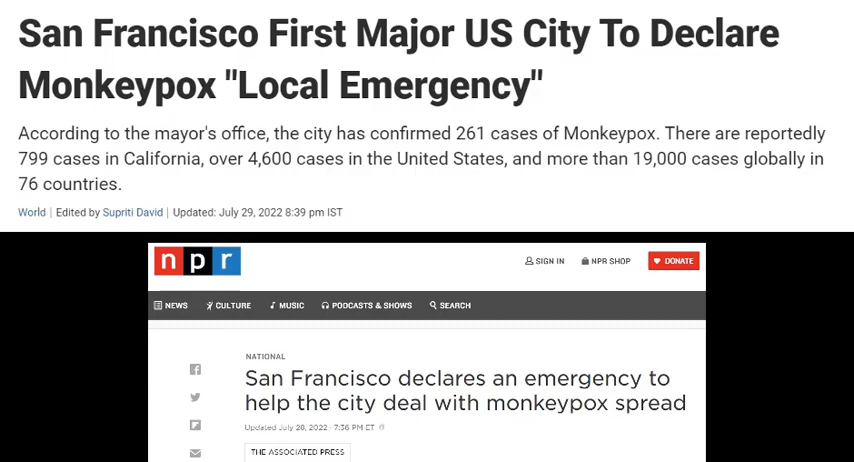 San Francisco First Major US City To Declare
Monkeypox "Local Emergency"
According to the mayor's office, the city has confirmed 261 cases of Monkeypox. There are reportedly
799 cases in California, over 4,600 cases in the United States, and more than 19,000 cases globally in
76 countries.
World | Edited by Supriti David | Updated: July 29, 2022 8:39 pm IST
npr
SIGN IN NPR SHOP DONATE
NEWS CULTURE MUSIC PODCASTS & SHOWS SEARCH
NATIONAL
San Francisco declares an emergency to
help the city deal with monkeypox spread
Updated July 28, 2022 · 7:36 PM ET
THE ASSOCIATED PRESS